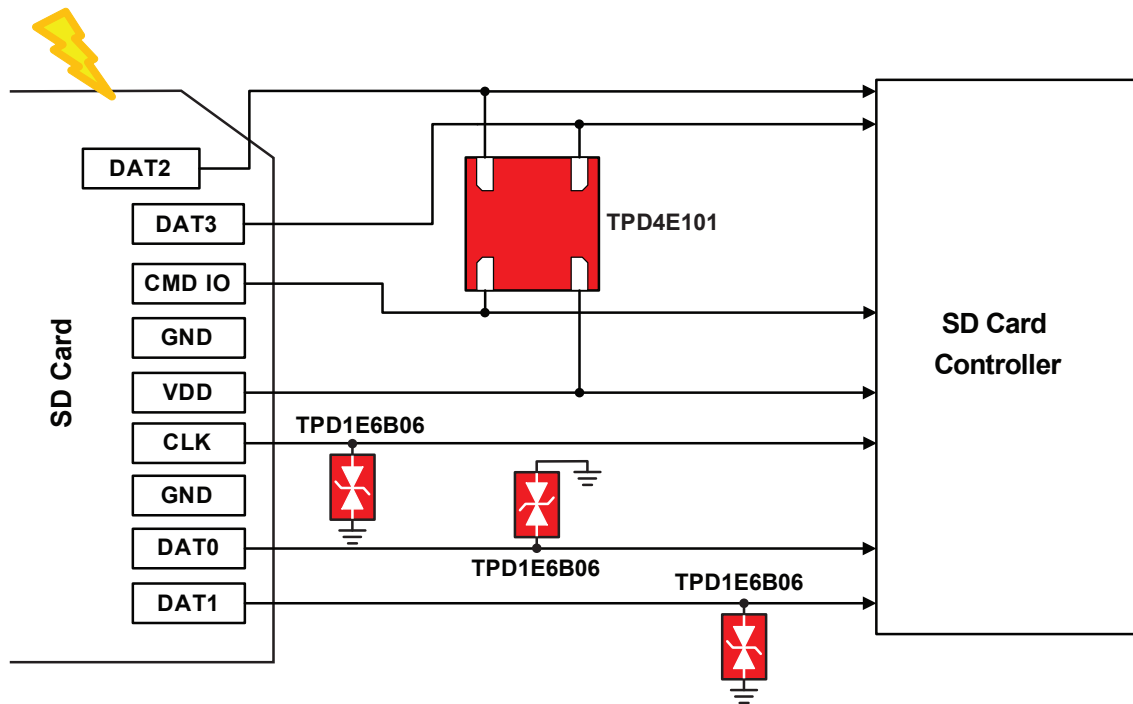 DAT2
DAT3
TPD4E101
CMD IO
GND
SD Card
Controller
VDD
SD Card
TPD1E6B06
CLK
GND
DAT0
TPD1E6B06
TPD1E6B06
DAT1